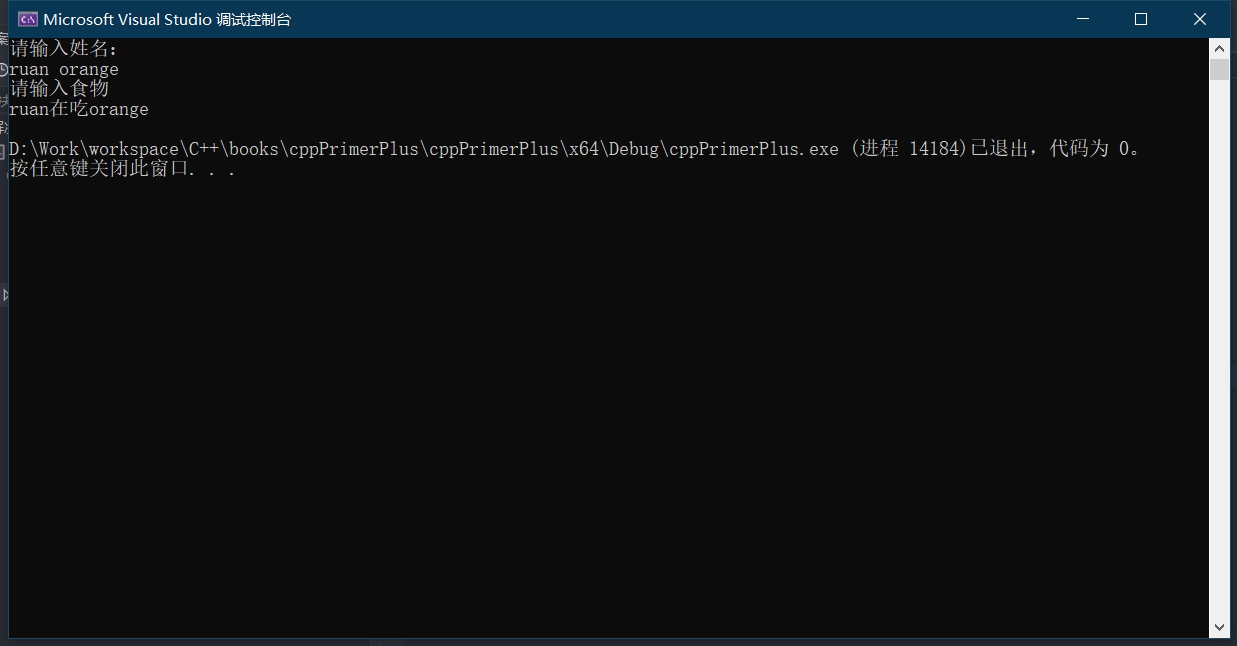 Microsoft Visual Studio 调试控制台
请输入姓名：
ruan orange
请输入食物
ruan在吃orange
D:\Work\workspace\C++\books\cppPrimerPlus\cppPrimerPlus\x64\Debug\cppPrimerPlus.exe (进程 14184)已退出，代码为 0。
按任意键关闭此窗口. . .